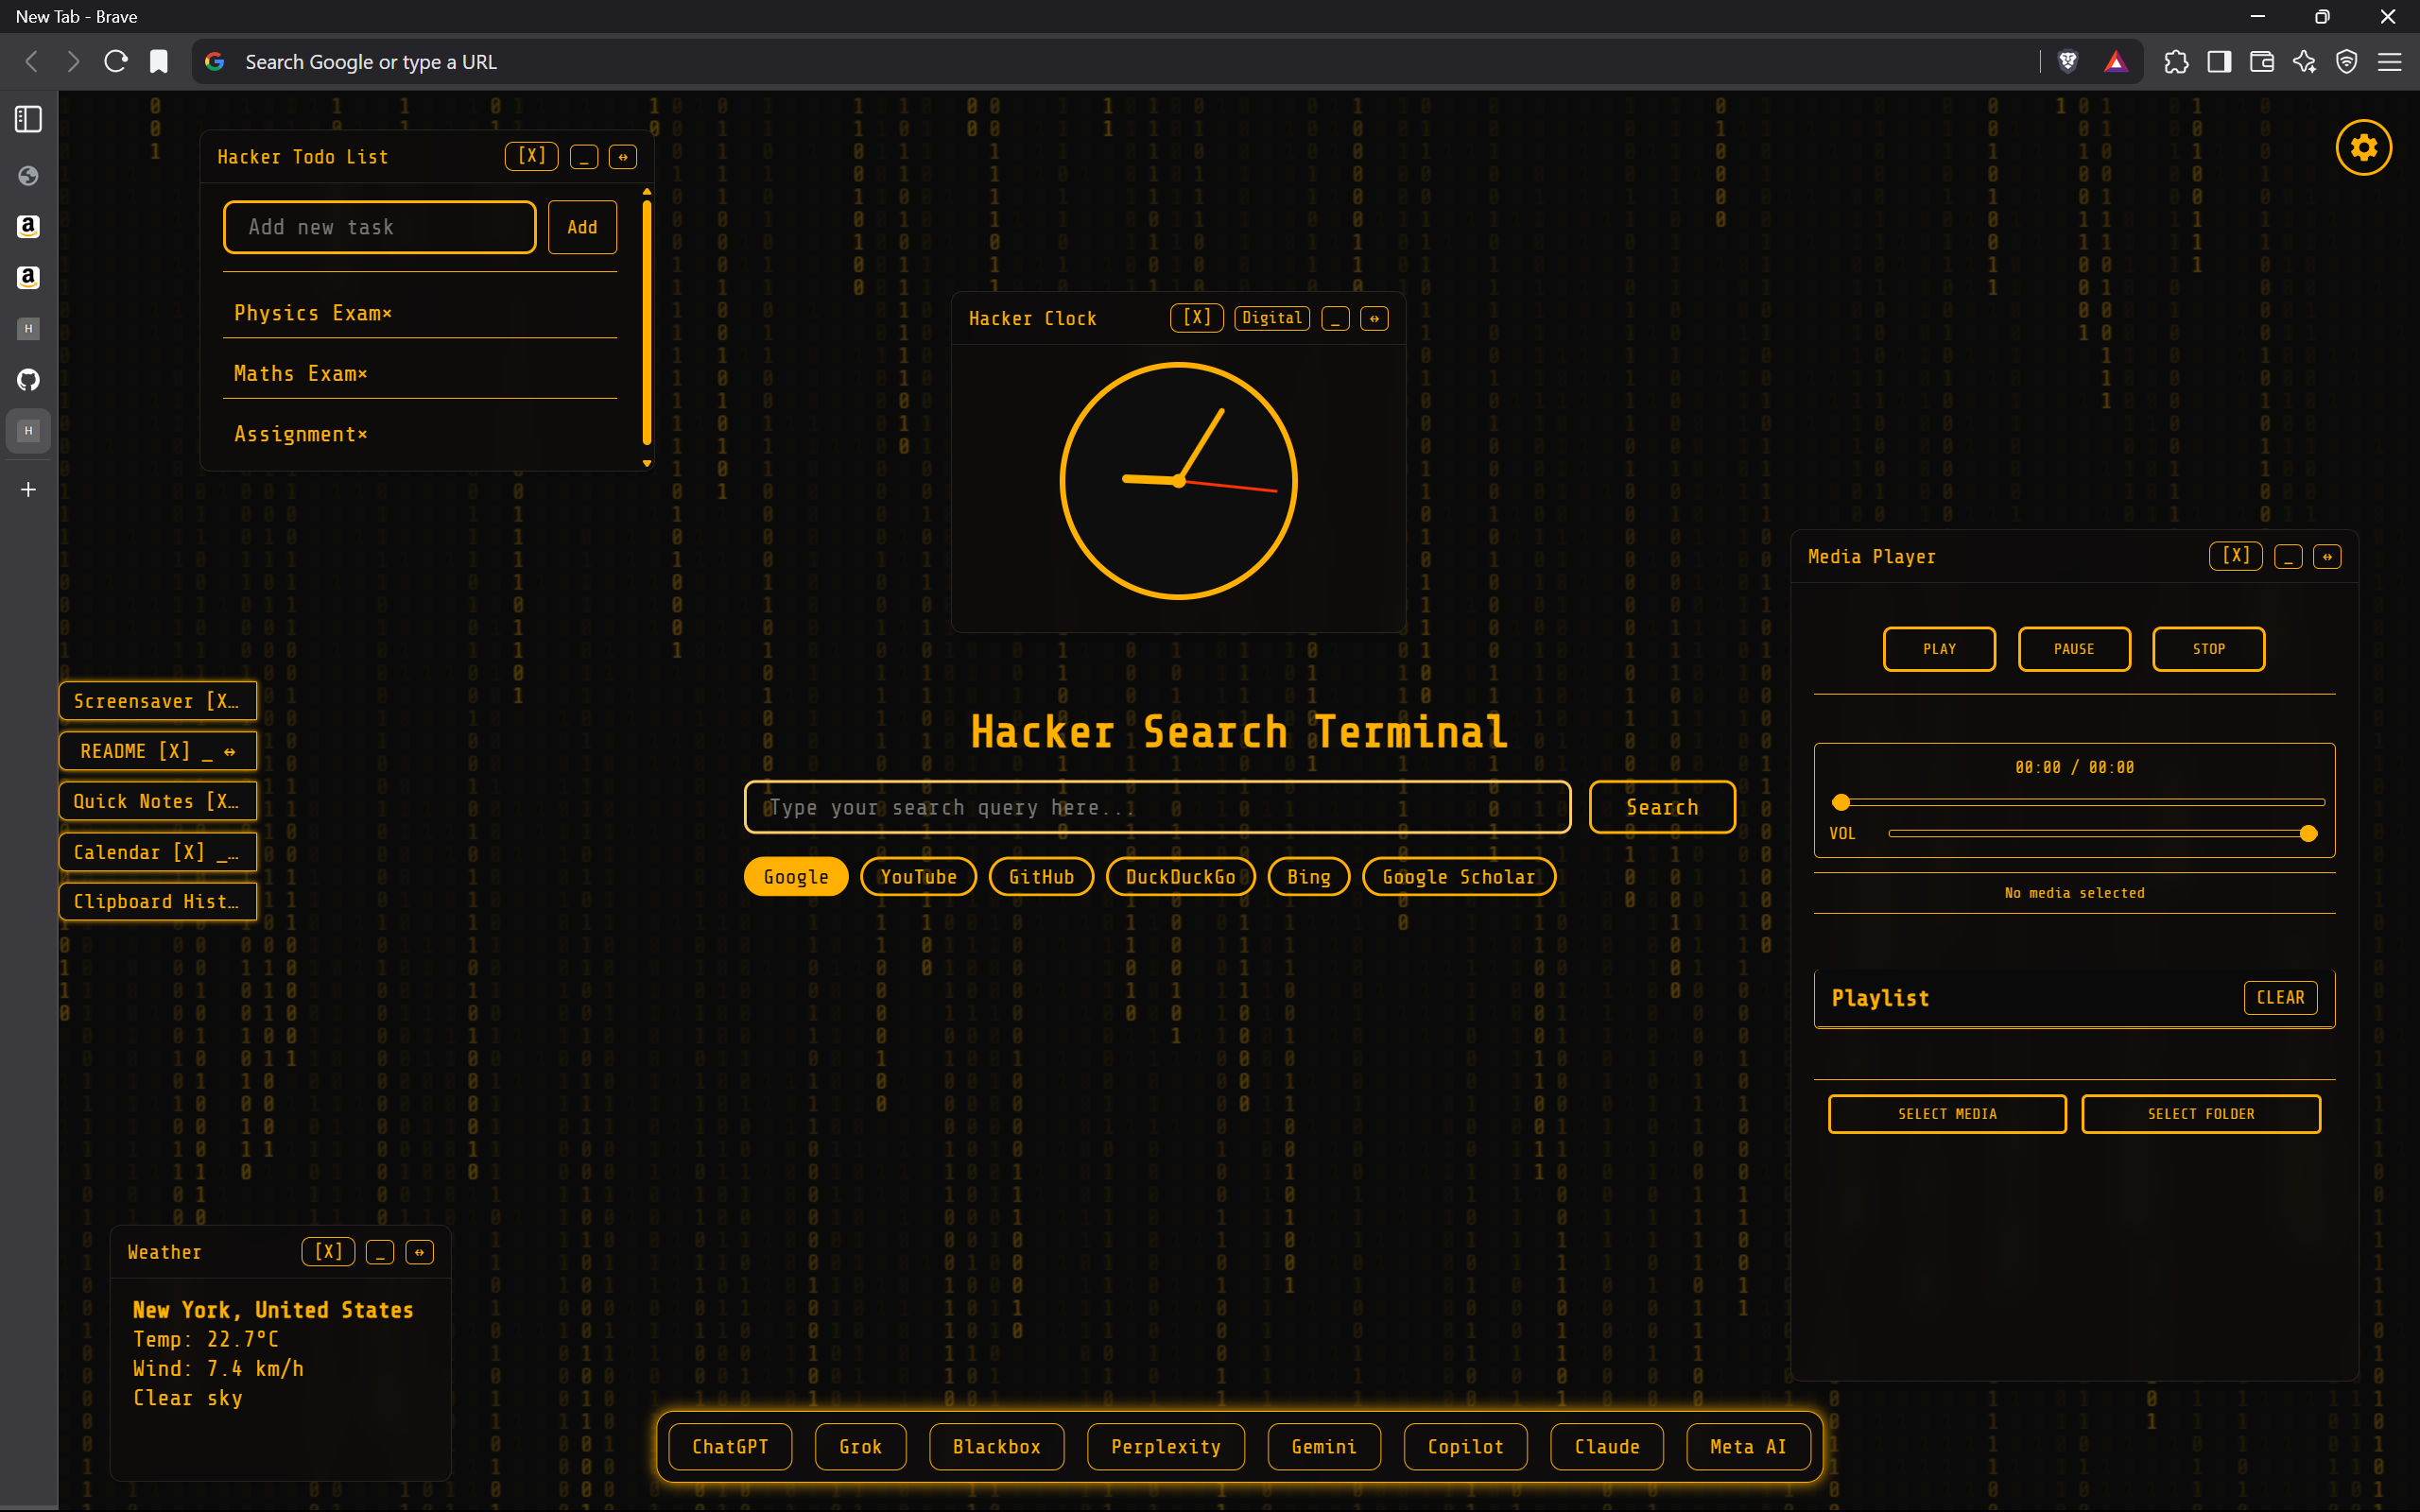 New Tab - Brave
Search Google or type a URL
Hacker Todo List [X] _ ↔
Add new task Add
Physics Exam×
Maths Exam×
Assignment×
Hacker Clock [X] Digital _ ↔
Media Player [X] _ ↔
PLAY PAUSE STOP
00:00 / 00:00
VOL
No media selected
Playlist CLEAR
SELECT MEDIA SELECT FOLDER
Screensaver [X…
README [X] _ ↔
Quick Notes [X…
Calendar [X] _…
Clipboard Hist…
Hacker Search Terminal
Type your search query here... Search
Google YouTube GitHub DuckDuckGo Bing Google Scholar
Weather [X] _ ↔
New York, United States
Temp: 22.7°C
Wind: 7.4 km/h
Clear sky
ChatGPT Grok Blackbox Perplexity Gemini Copilot Claude Meta AI